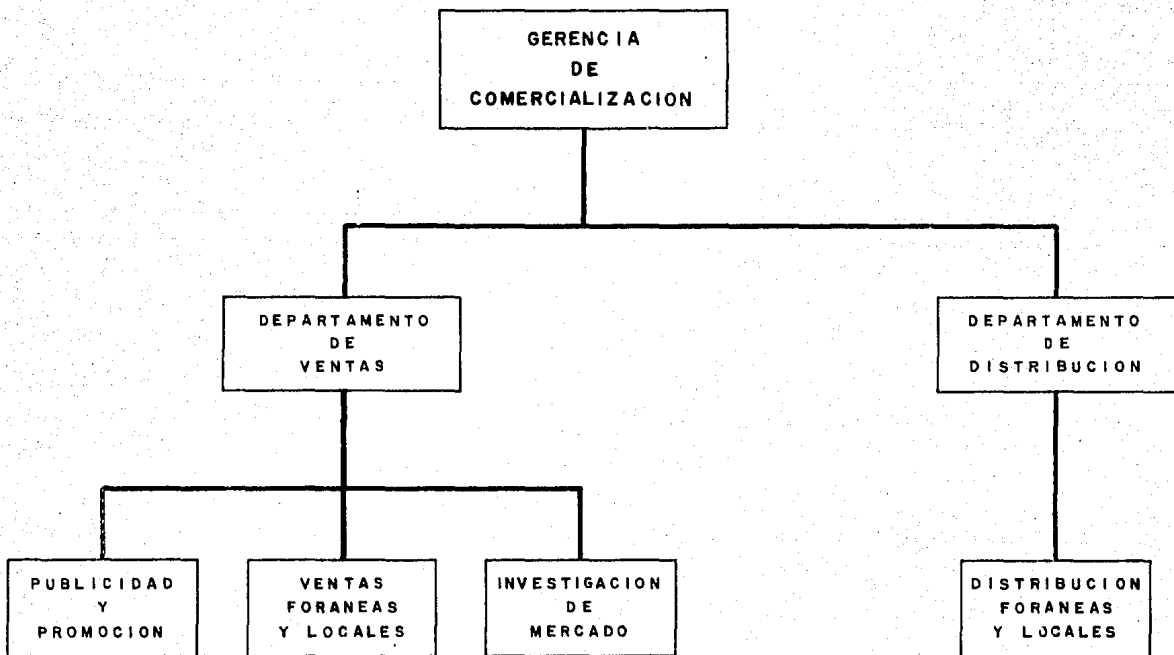 GERENCIA
DE
COMERCIALIZACION
DEPARTAMENTO
DE
VENTAS
DEPARTAMENTO
DE
DISTRIBUCION
PUBLICIDAD
Y
PROMOCION
VENTAS
FORANEAS
Y LOCALES
INVESTIGACION
DE
MERCADO
DISTRIBUCION
FORANEAS
Y LOCALES